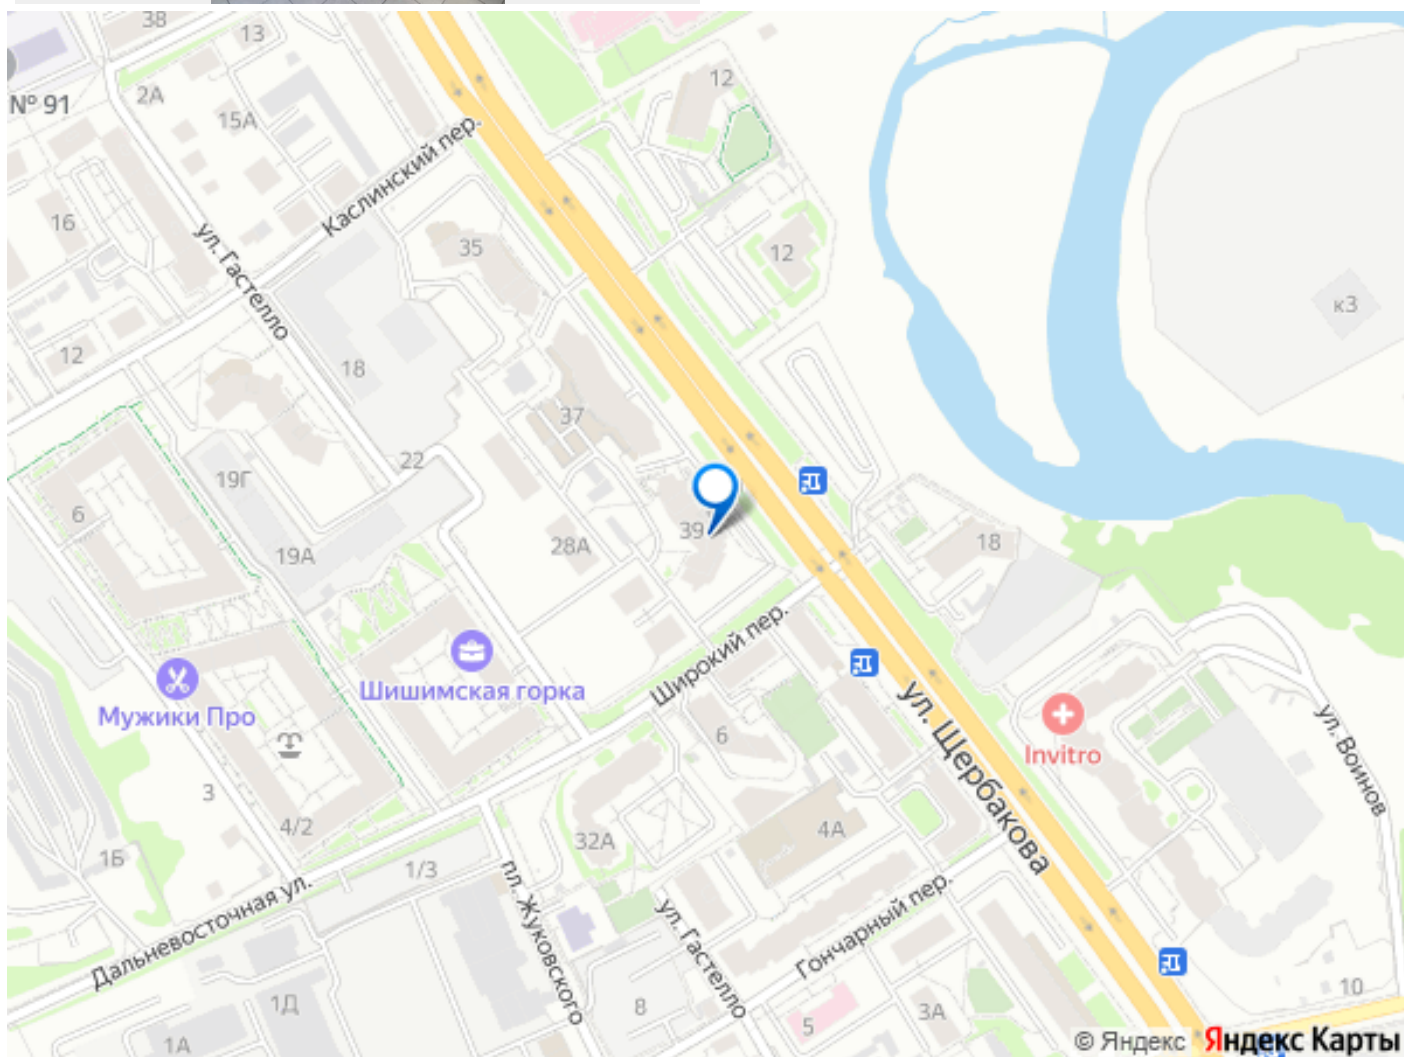 38
13
12
2А
№ 91
15А
Каслинский пер.
16
ул. Гастелло
35
12
к3
12
18
37
22
19Г
6
39
28А
18
19А
Широкий пер.
Шишимская горка
Мужики Про
ул. Щербакова
Invitro
ул. Воинов
6
3
4/2
32А
4А
1Б
1/3
пл. Жуковского
ул. Гастелло
Гончарный пер.
Дальневосточная ул.
1Д
8
3А
10
5
1А
© Яндекс Яндекс Карты